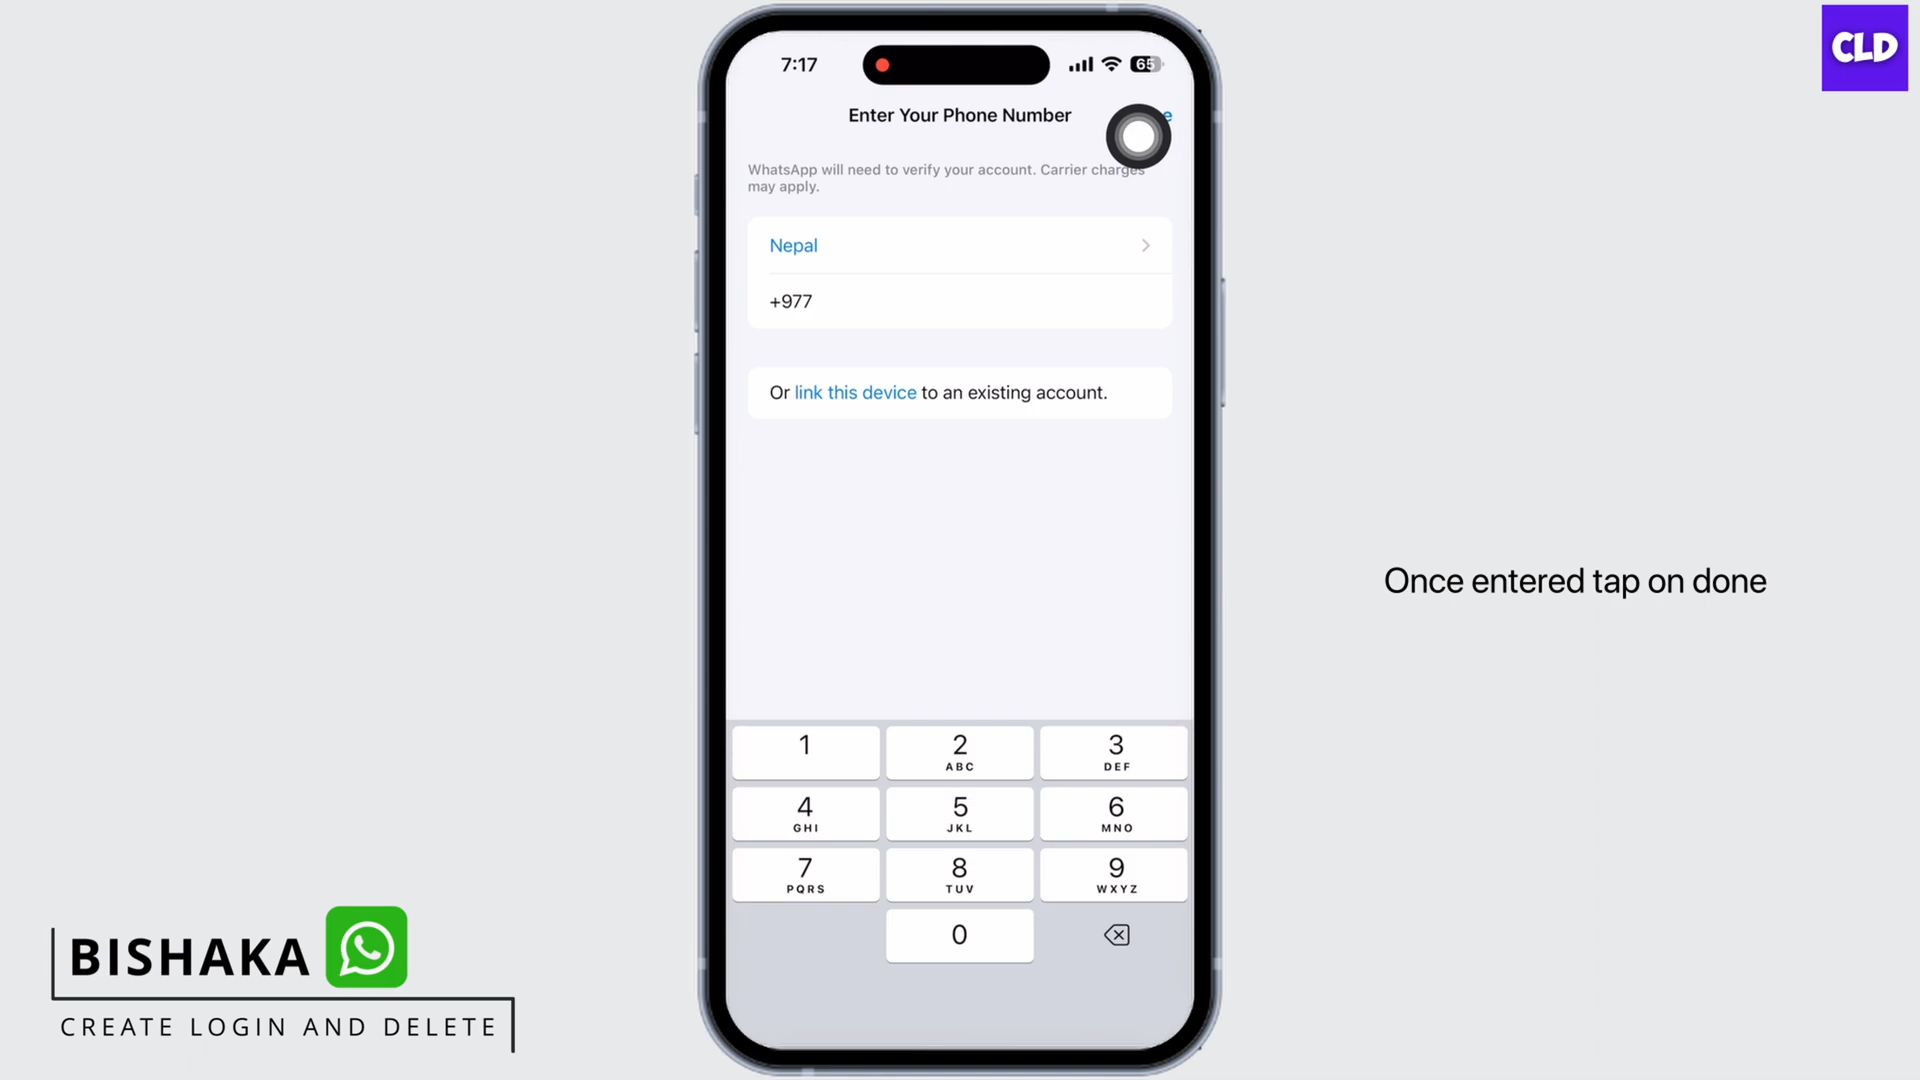 CLD
7:17
65
Enter Your Phone Number
WhatsApp will need to verify your account. Carrier charges
may apply.
Nepal
+977
Or link this device to an existing account.
Once entered tap on done
1
2
ABC
3
DEF
4
GHI
5
JKL
6
MNO
7
PQRS
8
TUV
9
WXYZ
0
BISHAKA
CREATE LOGIN AND DELETE